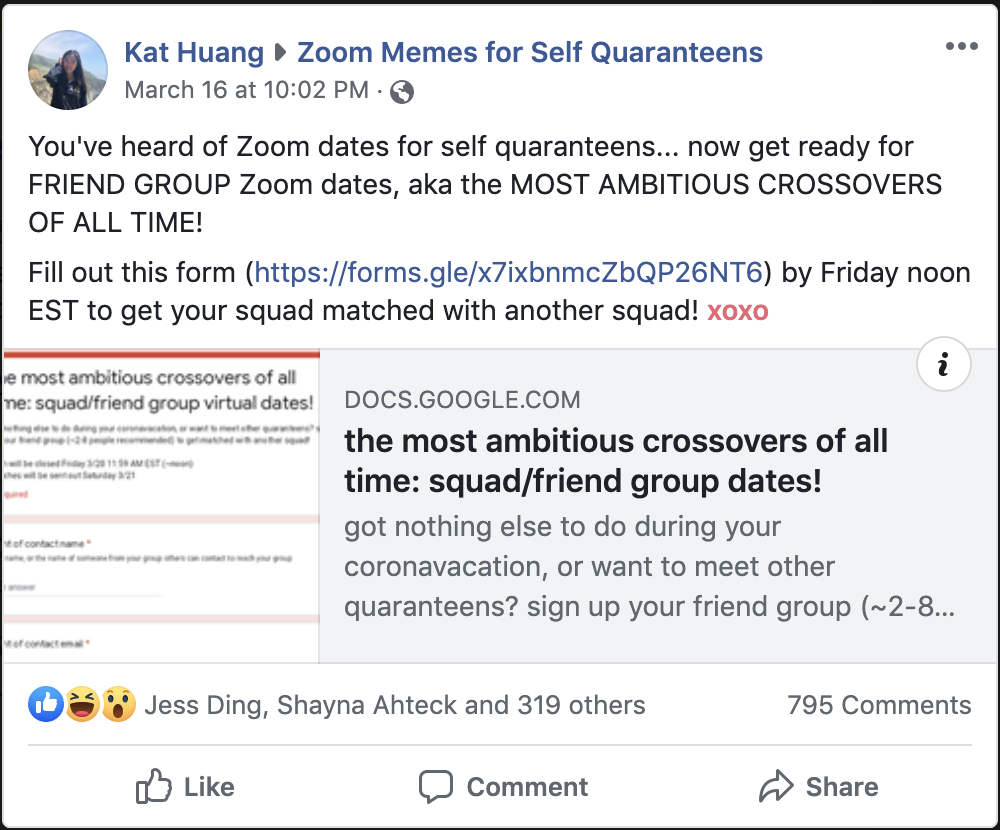 Kat Huang ▸ Zoom Memes for Self Quaranteens
March 16 at 10:02 PM ·
You've heard of Zoom dates for self quaranteens... now get ready for
FRIEND GROUP Zoom dates, aka the MOST AMBITIOUS CROSSOVERS
OF ALL TIME!
Fill out this form (https://forms.gle/x7ixbnmcZbQP26NT6) by Friday noon
EST to get your squad matched with another squad! xoxo
e most ambitious crossovers of all
me: squad/friend group virtual dates!
othing else to do during your coronavacation, or want to meet other quaranteens? s
our friend group (~2-8 people recommended) to get matched with another squad!
will be closed Friday 3/20 11:59 AM EST (~noon)
hes will be sent out Saturday 3/21
quired
nt of contact name *
name, or the name of someone from your group others can contact to reach your group
answer
nt of contact email *
i
DOCS.GOOGLE.COM
the most ambitious crossovers of all
time: squad/friend group dates!
got nothing else to do during your
coronavacation, or want to meet other
quaranteens? sign up your friend group (~2-8...
Jess Ding, Shayna Ahteck and 319 others
795 Comments
Like
Comment
Share